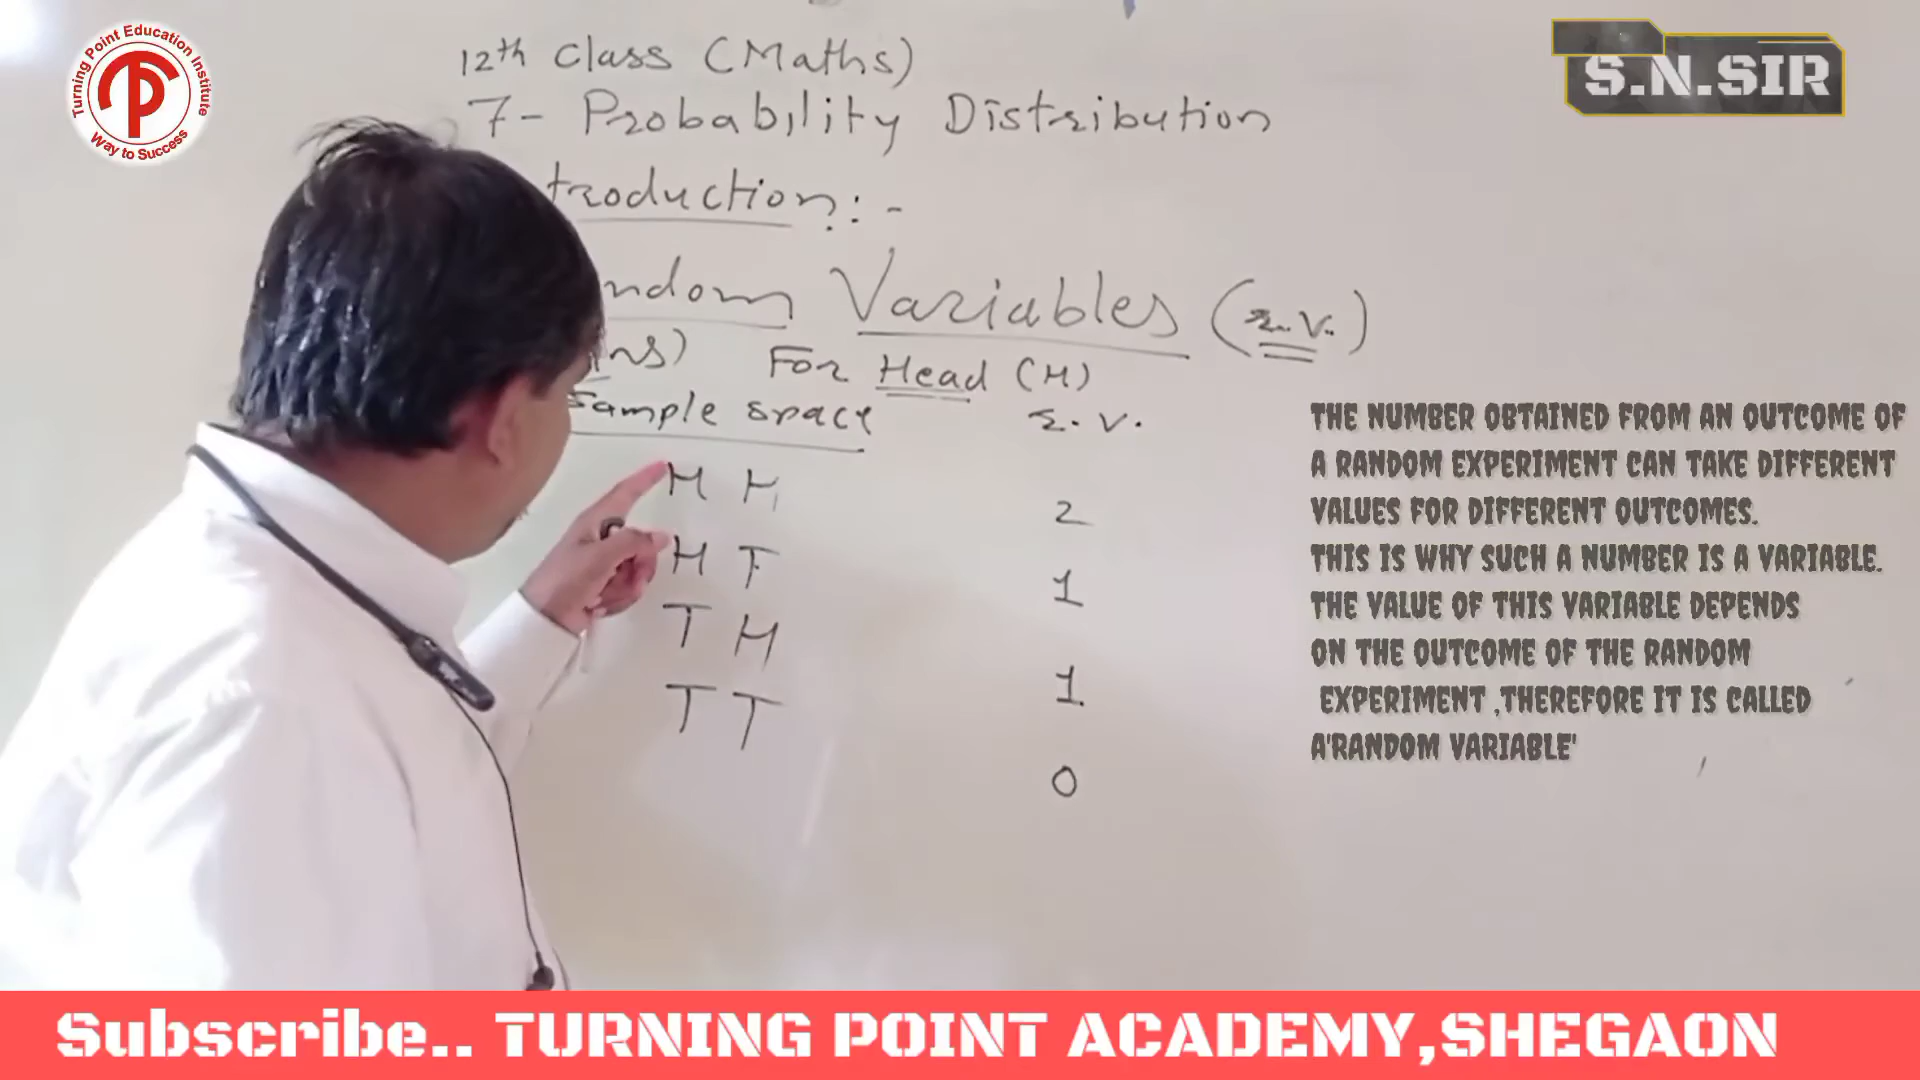 Turning Point Education Institute
Way to Success
S.N.SIR
12th Class (Maths)
7- Probability Distribution
troduction:-
ndom Variables (r.v.)
ns) For Head (H)
Sample space r.v.
H H 2
H T 1
T H 1
T T 0
THE NUMBER OBTAINED FROM AN OUTCOME OF
A RANDOM EXPERIMENT CAN TAKE DIFFERENT
VALUES FOR DIFFERENT OUTCOMES.
THIS IS WHY SUCH A NUMBER IS A VARIABLE.
THE VALUE OF THIS VARIABLE DEPENDS
ON THE OUTCOME OF THE RANDOM
EXPERIMENT ,THEREFORE IT IS CALLED
A'RANDOM VARIABLE'
Subscribe.. TURNING POINT ACADEMY,SHEGAON